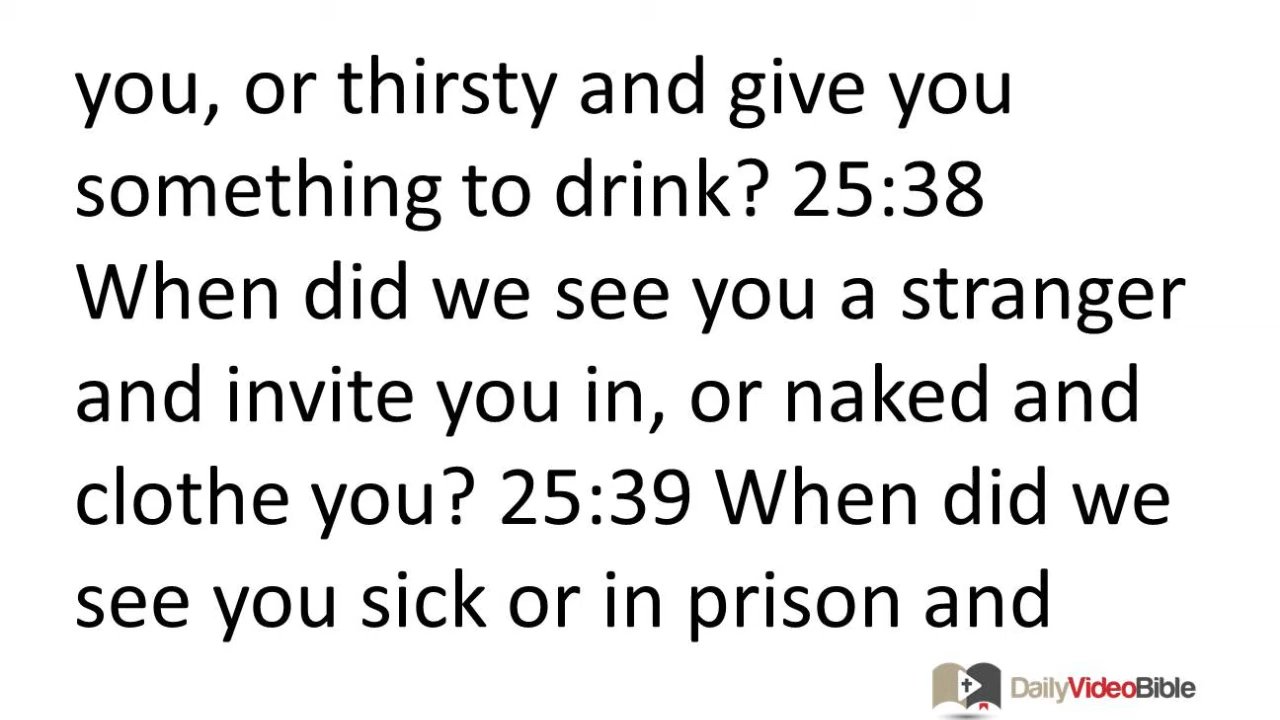 you, or thirsty and give you
something to drink? 25:38
When did we see you a stranger
and invite you in, or naked and
clothe you? 25:39 When did we
see you sick or in prison and
DailyVideoBible